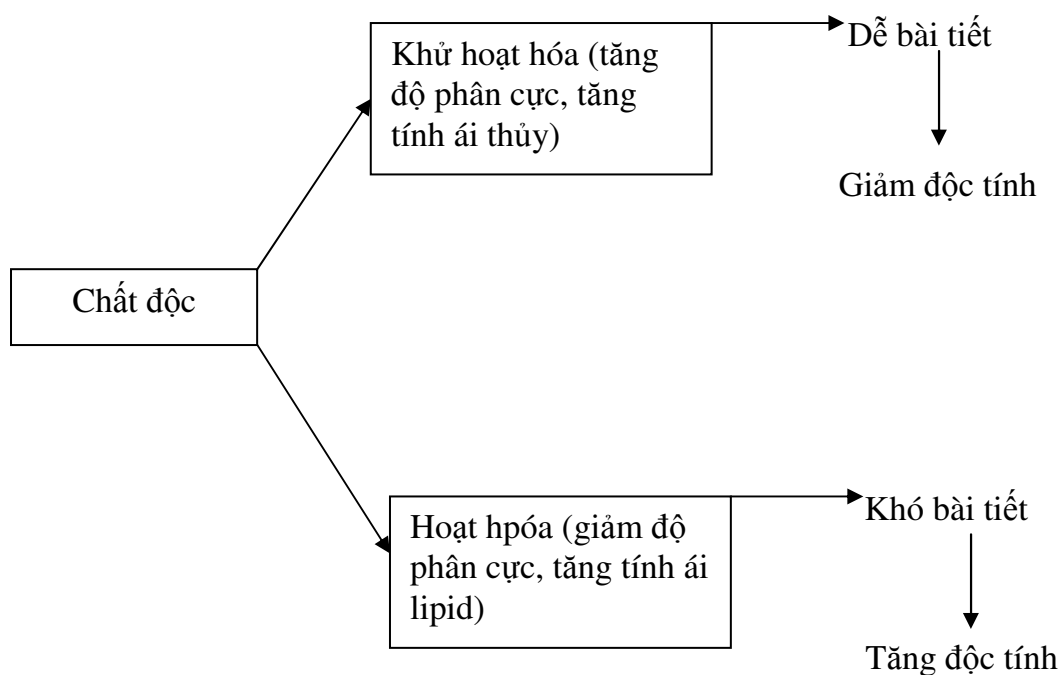 Khử hoạt hóa (tăng
độ phân cực, tăng
tính ái thủy)
Dễ bài tiết
Giảm độc tính
Chất độc
Hoạt hpóa (giảm độ
phân cực, tăng tính ái
lipid)
Khó bài tiết
Tăng độc tính